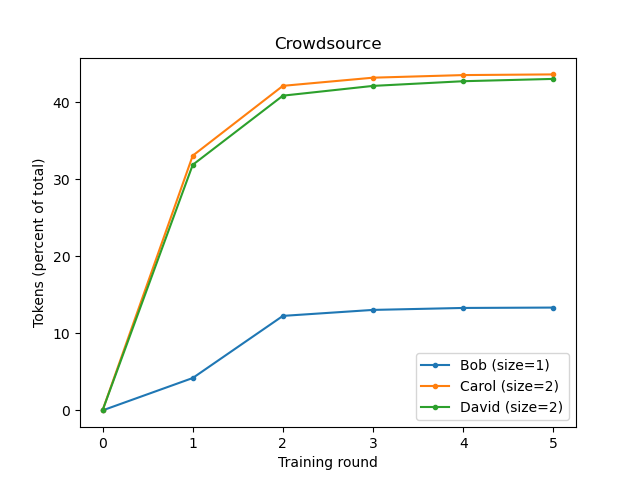 Crowdsource
Tokens (percent of total)
40
30
20
10
0
Bob (size=1)
Carol (size=2)
David (size=2)
0 1 2 3 4 5
Training round